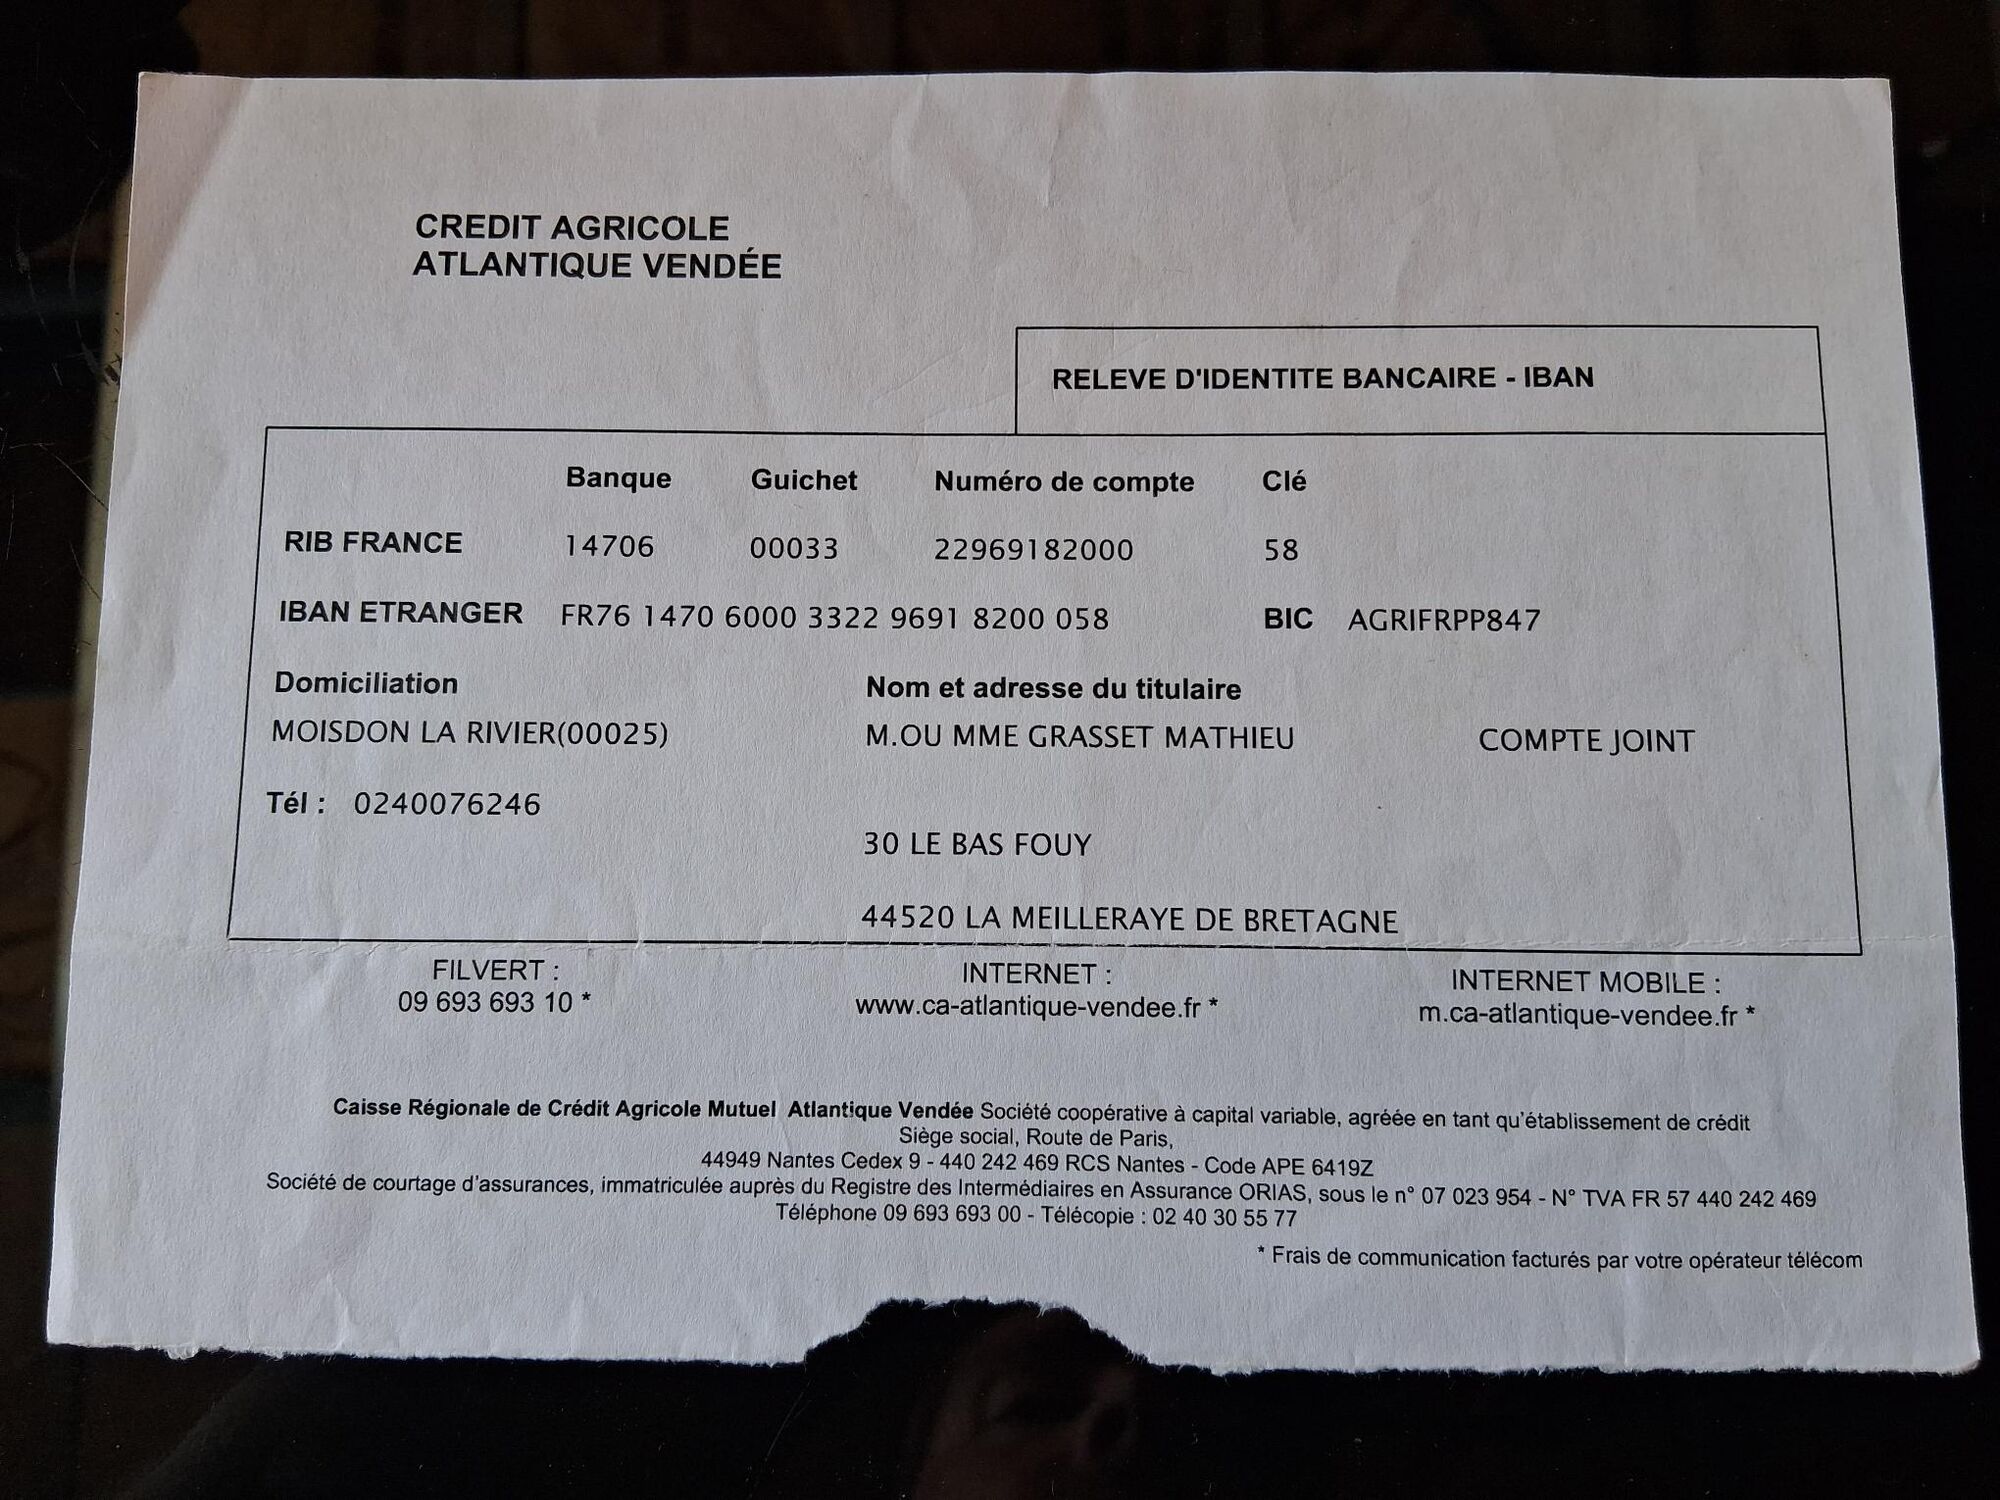 CREDIT AGRICOLE
ATLANTIQUE VENDÉE
RELEVE D'IDENTITE BANCAIRE - IBAN
Banque Guichet Numéro de compte Clé
RIB FRANCE 14706 00033 22969182000 58
IBAN ETRANGER FR76 1470 6000 3322 9691 8200 058 BIC AGRIFRPP847
Domiciliation Nom et adresse du titulaire
MOISDON LA RIVIER(00025) M.OU MME GRASSET MATHIEU COMPTE JOINT
Tél : 0240076246
30 LE BAS FOUY
44520 LA MEILLERAYE DE BRETAGNE
FILVERT : INTERNET : INTERNET MOBILE :
09 693 693 10 * www.ca-atlantique-vendee.fr * m.ca-atlantique-vendee.fr *
Caisse Régionale de Crédit Agricole Mutuel Atlantique Vendée Société coopérative à capital variable, agréée en tant qu'établissement de crédit
Siège social, Route de Paris,
44949 Nantes Cedex 9 - 440 242 469 RCS Nantes - Code APE 6419Z
Société de courtage d'assurances, immatriculée auprès du Registre des Intermédiaires en Assurance ORIAS, sous le n° 07 023 954 - N° TVA FR 57 440 242 469
Téléphone 09 693 693 00 - Télécopie : 02 40 30 55 77
* Frais de communication facturés par votre opérateur télécom